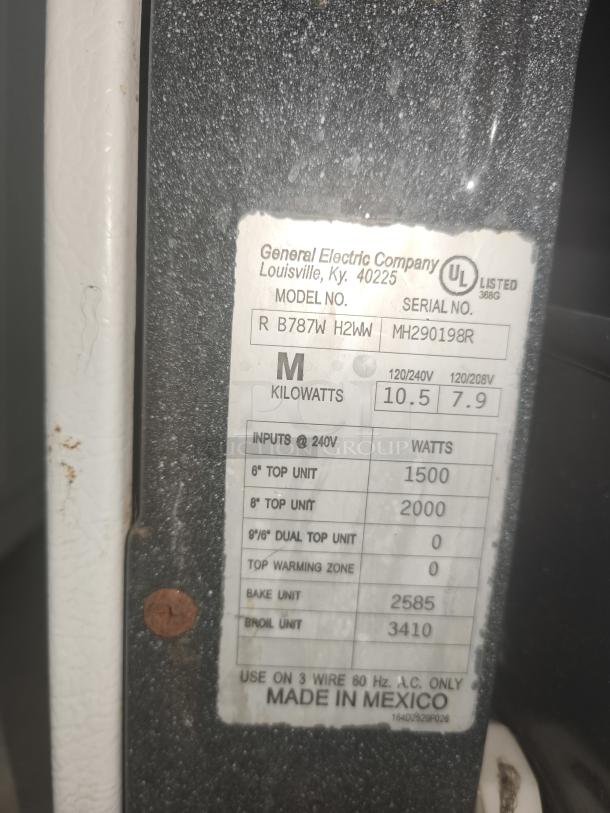 General Electric Company
Louisville, Ky. 40225
UL LISTED
368G
MODEL NO. SERIAL NO.
R B787W H2WW MH290198R
M 120/240V 120/208V
KILOWATTS 10.5 7.9
INPUTS @ 240V WATTS
6" TOP UNIT 1500
8" TOP UNIT 2000
9"/6" DUAL TOP UNIT 0
TOP WARMING ZONE 0
BAKE UNIT 2585
BROIL UNIT 3410
USE ON 3 WIRE 60 Hz. A.C. ONLY
MADE IN MEXICO
AUCTION GROUP